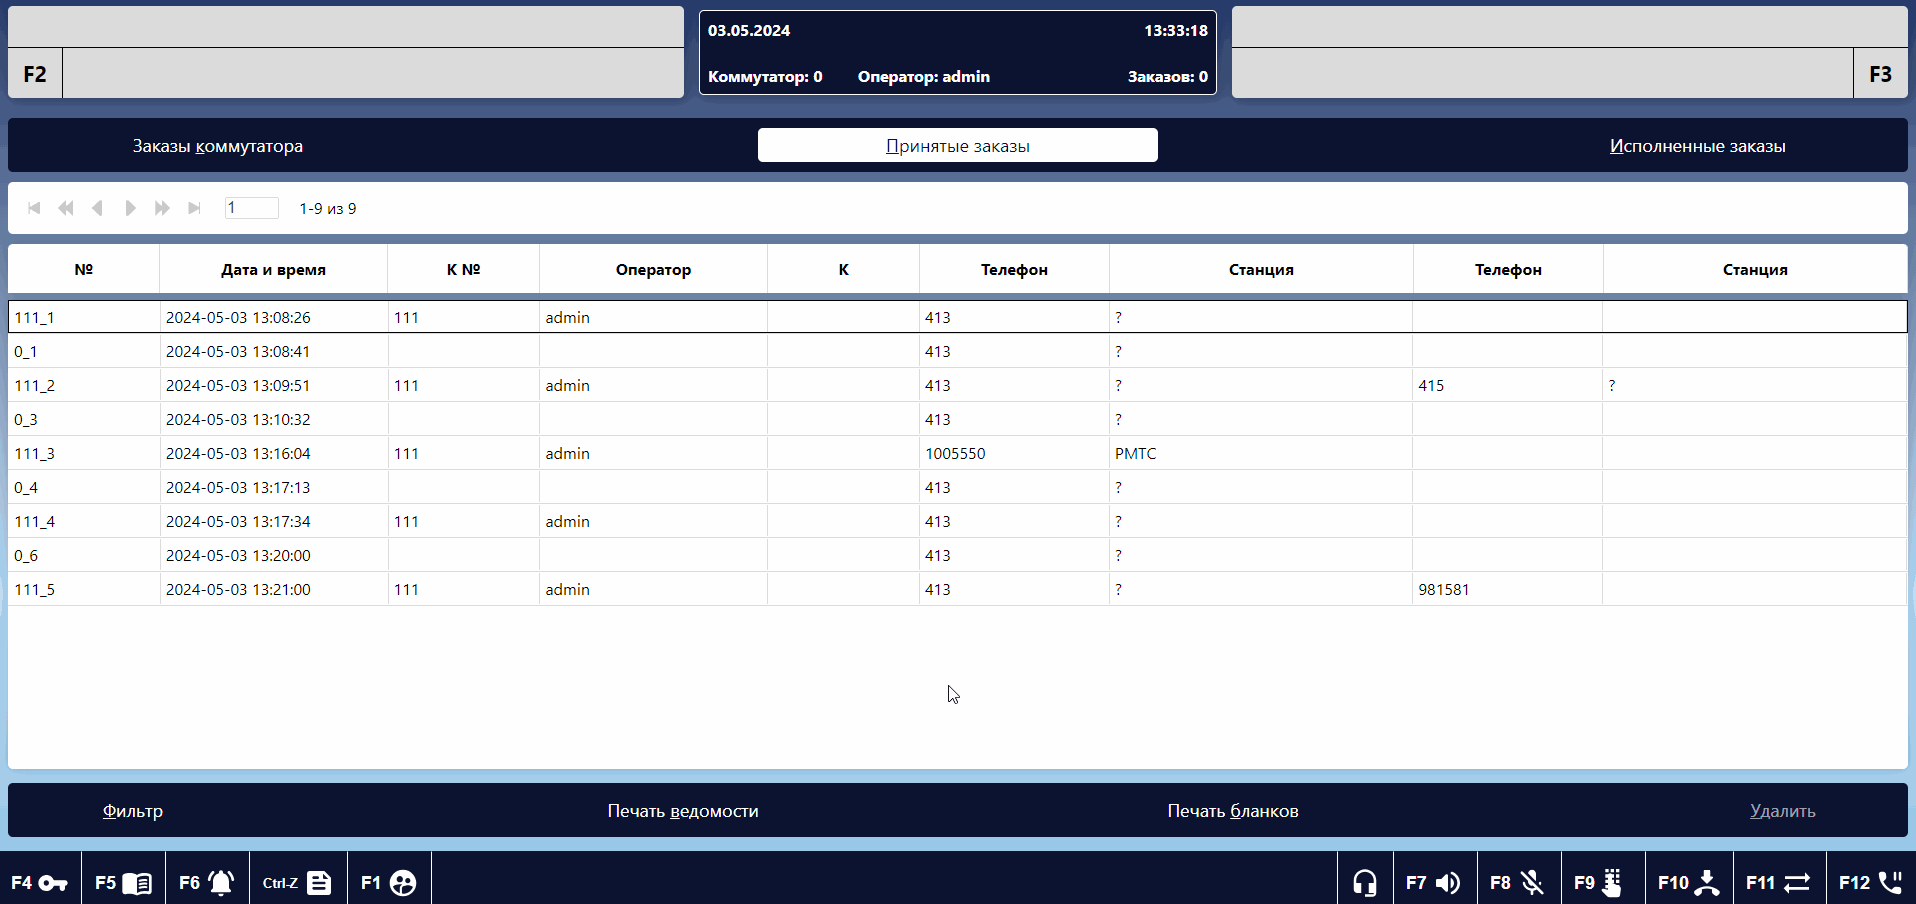 F2
03.05.2024 13:33:18
Коммутатор: 0 Оператор: admin Заказов: 0
F3
Заказы коммутатора Принятые заказы Исполненные заказы
1 1-9 из 9
№ Дата и время К № Оператор К Телефон Станция Телефон Станция
111_1 2024-05-03 13:08:26 111 admin 413 ?
0_1 2024-05-03 13:08:41 413 ?
111_2 2024-05-03 13:09:51 111 admin 413 ? 415 ?
0_3 2024-05-03 13:10:32 413 ?
111_3 2024-05-03 13:16:04 111 admin 1005550 РМТС
0_4 2024-05-03 13:17:13 413 ?
111_4 2024-05-03 13:17:34 111 admin 413 ?
0_6 2024-05-03 13:20:00 413 ?
111_5 2024-05-03 13:21:00 111 admin 413 ? 981581
Фильтр Печать ведомости Печать бланков Удалить
F4 F5 F6 Ctrl-Z F1 F7 F8 F9 F10 F11 F12